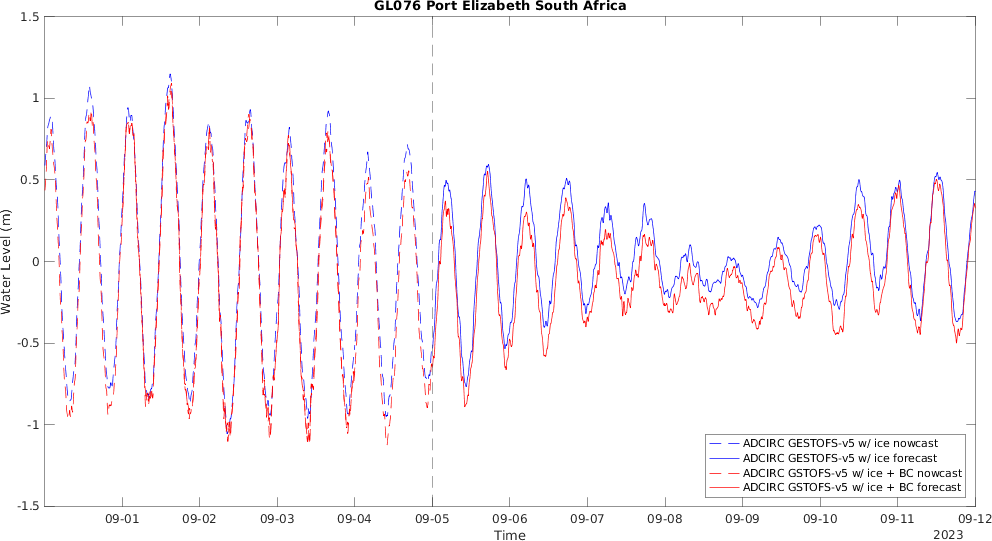 GL076 Port Elizabeth South Africa
1.5
1
0.5
0
-0.5
-1
-1.5
Water Level (m)
09-01 09-02 09-03 09-04 09-05 09-06 09-07 09-08 09-09 09-10 09-11 09-12
Time
2023
ADCIRC GESTOFS-v5 w/ ice nowcast
ADCIRC GESTOFS-v5 w/ ice forecast
ADCIRC GSTOFS-v5 w/ ice + BC nowcast
ADCIRC GSTOFS-v5 w/ ice + BC forecast